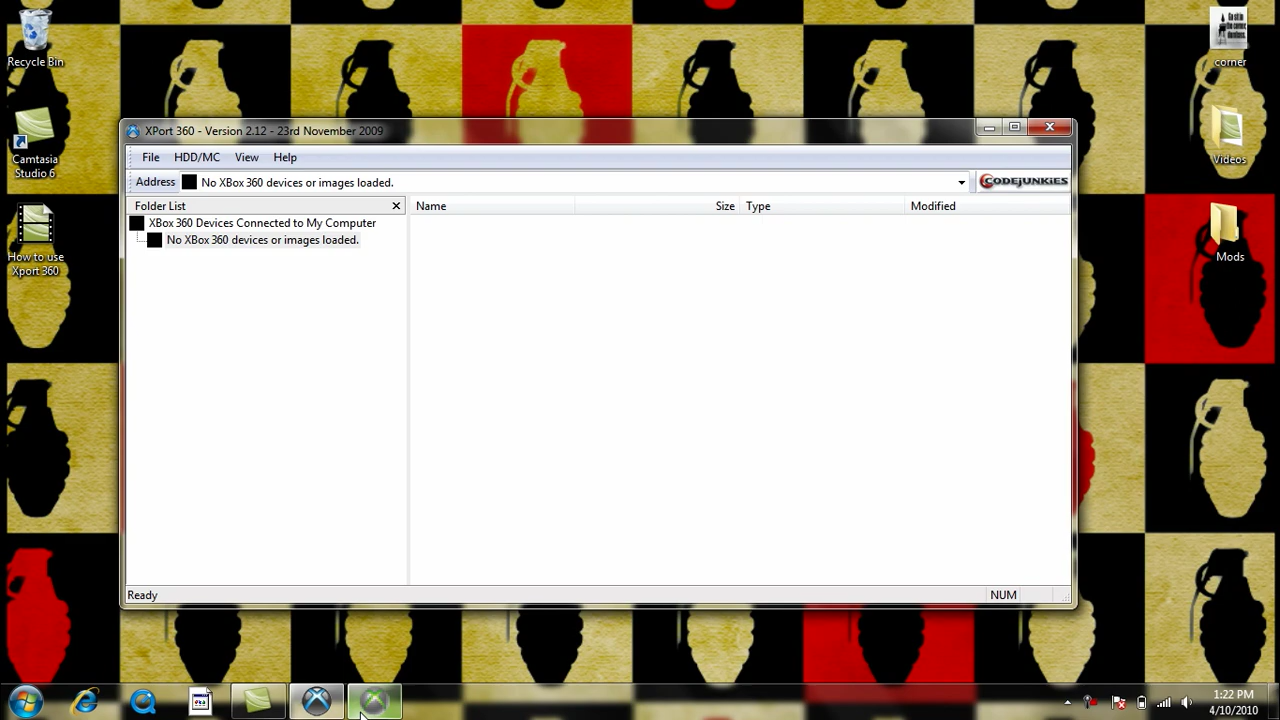 Recycle Bin
Camtasia
Studio 6
How to use
Xport 360
corner
Videos
Mods
XPort 360 - Version 2.12 - 23rd November 2009
File HDD/MC View Help
Address No XBox 360 devices or images loaded. CODEJUNKIES
Folder List Name Size Type Modified
XBox 360 Devices Connected to My Computer
No XBox 360 devices or images loaded.
Ready NUM
1:22 PM
4/10/2010